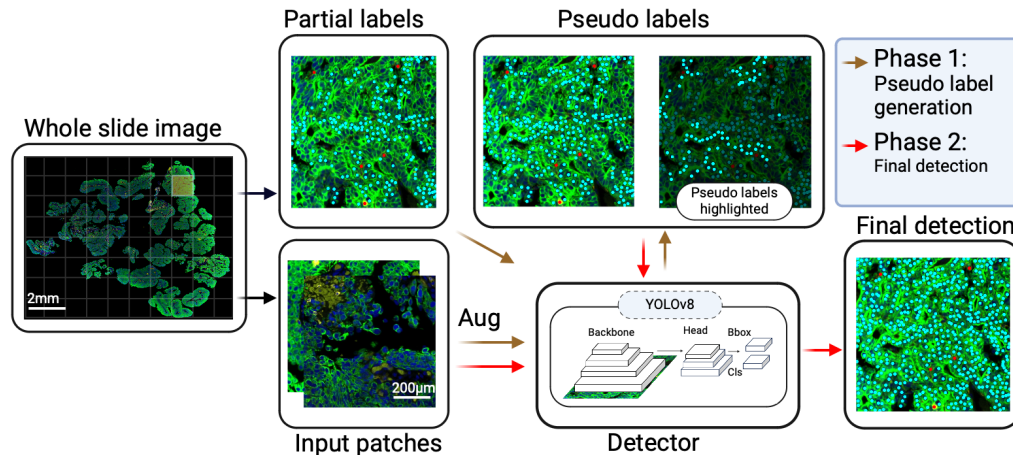 Partial labels
Pseudo labels
Phase 1:
Pseudo label
generation
Phase 2:
Final detection
Whole slide image
2mm
Pseudo labels
highlighted
Final detection
Aug
200µm
YOLOv8
Backbone
Head
Bbox
Cls
Input patches
Detector